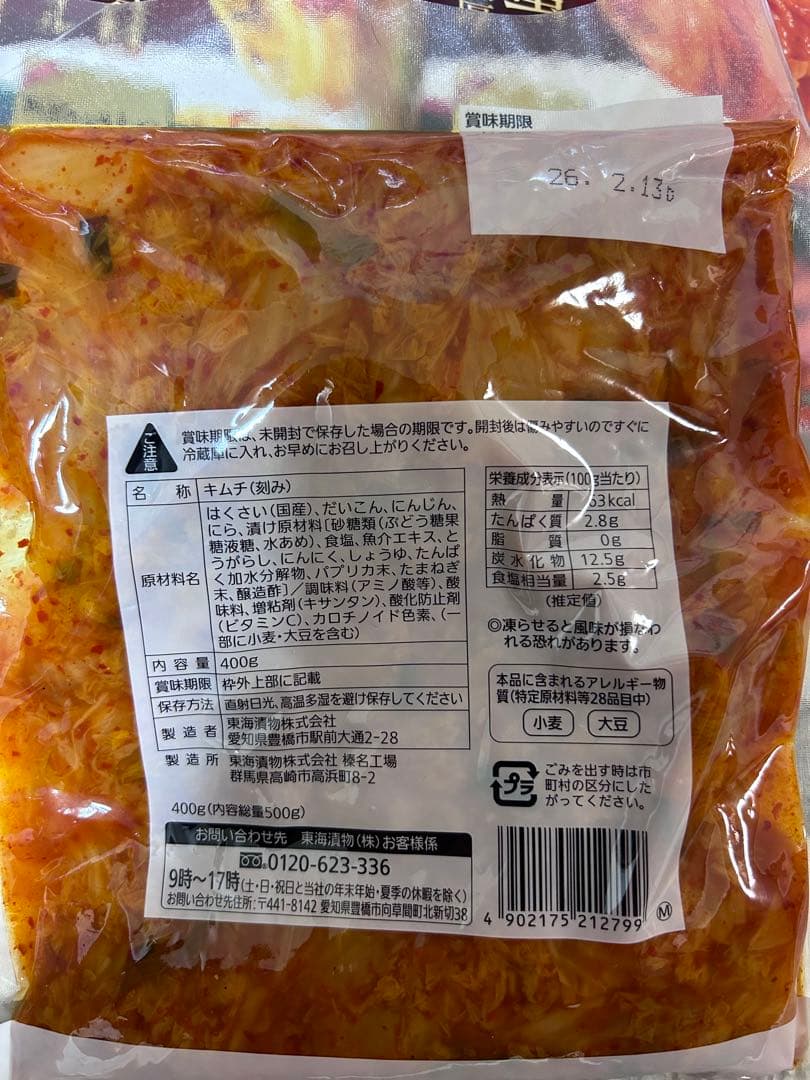 賞味期限
26. 2.13
ご注意
賞味期限は、未開封で保存した場合の期限です。開封後は傷みやすいのですぐに
冷蔵庫に入れ、お早めにお召し上がりください。
名 称 キムチ(刻み)
原材料名
はくさい(国産)、だいこん、にんじん、
にら、漬け原材料[砂糖類(ぶどう糖果
糖液糖、水あめ)、食塩、魚介エキス、と
うがらし、にんにく、しょうゆ、たんぱ
く加水分解物、パプリカ末、たまねぎ
末、醸造酢]/調味料(アミノ酸等)、酸
味料、増粘剤(キサンタン)、酸化防止剤
(ビタミンC)、カロチノイド色素、(一
部に小麦・大豆を含む)
内 容 量 400g
賞味期限 枠外上部に記載
保存方法 直射日光、高温多湿を避け保存してください
製 造 者 東海漬物株式会社
愛知県豊橋市駅前大通2-28
製 造 所 東海漬物株式会社 榛名工場
群馬県高崎市高浜町8-2
400g(内容総量500g)
お問い合わせ先 東海漬物(株)お客様係
0120-623-336
9時〜17時(土・日・祝日と当社の年末年始・夏季の休暇を除く)
お問い合わせ先住所:〒441-8142 愛知県豊橋市向草間町北新切38
栄養成分表示(100g当たり)
熱 量 63kcal
たんぱく質 2.8g
脂 質 0g
炭水化物 12.5g
食塩相当量 2.5g
(推定値)
◎凍らせると風味が損なわ
れる恐れがあります。
本品に含まれるアレルギー物
質(特定原材料等28品目中)
小麦 大豆
プラ
ごみを出す時は市
町村の区分にした
がってください。
4 902175 212799
M